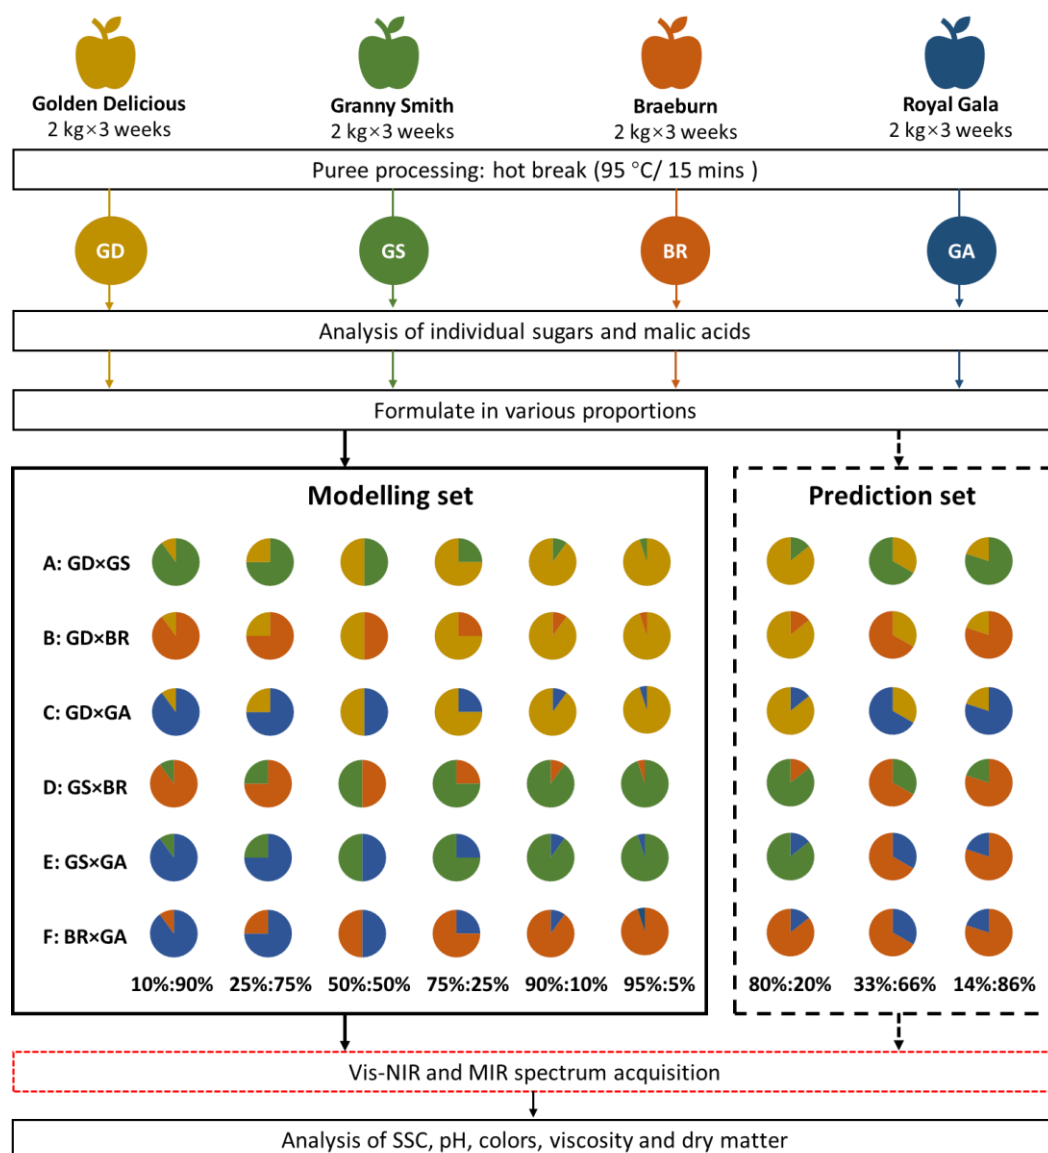 Golden Delicious Granny Smith Braeburn Royal Gala
2 kg×3 weeks 2 kg×3 weeks 2 kg×3 weeks 2 kg×3 weeks
Puree processing: hot break (95 °C/ 15 mins )
GD GS BR GA
Analysis of individual sugars and malic acids
Formulate in various proportions
Modelling set Prediction set
A: GD×GS
B: GD×BR
C: GD×GA
D: GS×BR
E: GS×GA
F: BR×GA
10%:90% 25%:75% 50%:50% 75%:25% 90%:10% 95%:5% 80%:20% 33%:66% 14%:86%
Vis-NIR and MIR spectrum acquisition
Analysis of SSC, pH, colors, viscosity and dry matter